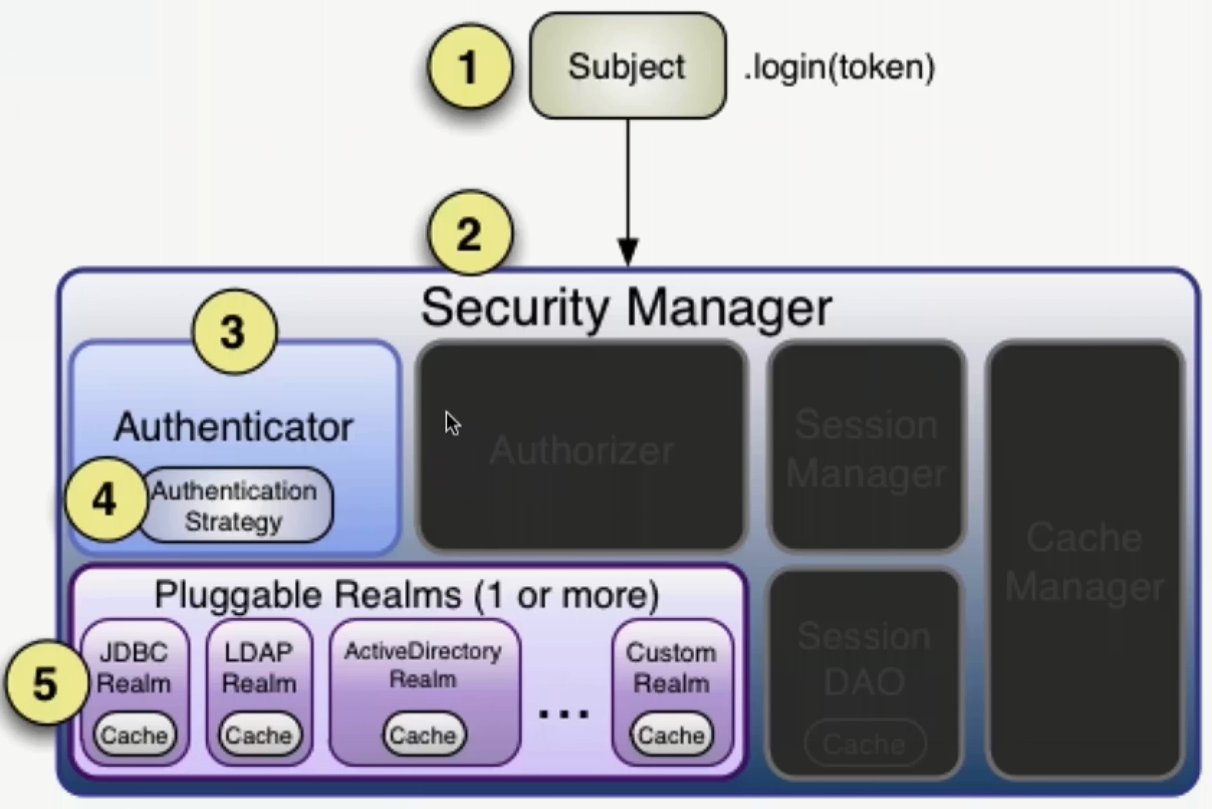 1
Subject
.login(token)
2
Security Manager
3
Authenticator
4
Authentication
Strategy
Authorizer
Session
Manager
Cache
Manager
Pluggable Realms (1 or more)
5
JDBC
Realm
Cache
LDAP
Realm
Cache
ActiveDirectory
Realm
Cache
...
Custom
Realm
Cache
Session
DAO
Cache